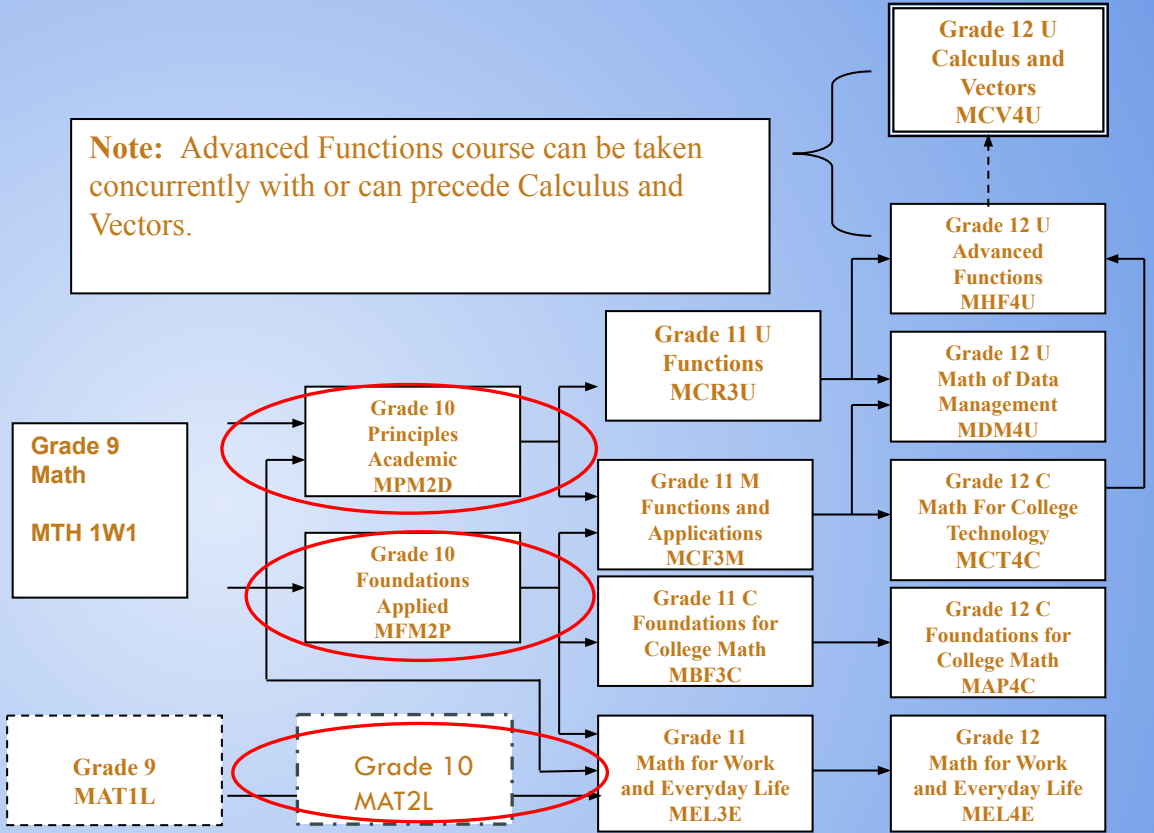 Grade 12 U
Calculus and
Vectors
MCV4U
Note: Advanced Functions course can be taken
concurrently with or can precede Calculus and
Vectors.
Grade 12 U
Advanced
Functions
MHF4U
Grade 11 U
Functions
MCR3U
Grade 12 U
Math of Data
Management
MDM4U
Grade 10
Principles
Academic
MPM2D
Grade 9
Math
MTH 1W1
Grade 11 M
Functions and
Applications
MCF3M
Grade 12 C
Math For College
Technology
MCT4C
Grade 10
Foundations
Applied
MFM2P
Grade 11 C
Foundations for
College Math
MBF3C
Grade 12 C
Foundations for
College Math
MAP4C
Grade 9
MAT1L
Grade 10
MAT2L
Grade 11
Math for Work
and Everyday Life
MEL3E
Grade 12
Math for Work
and Everyday Life
MEL4E